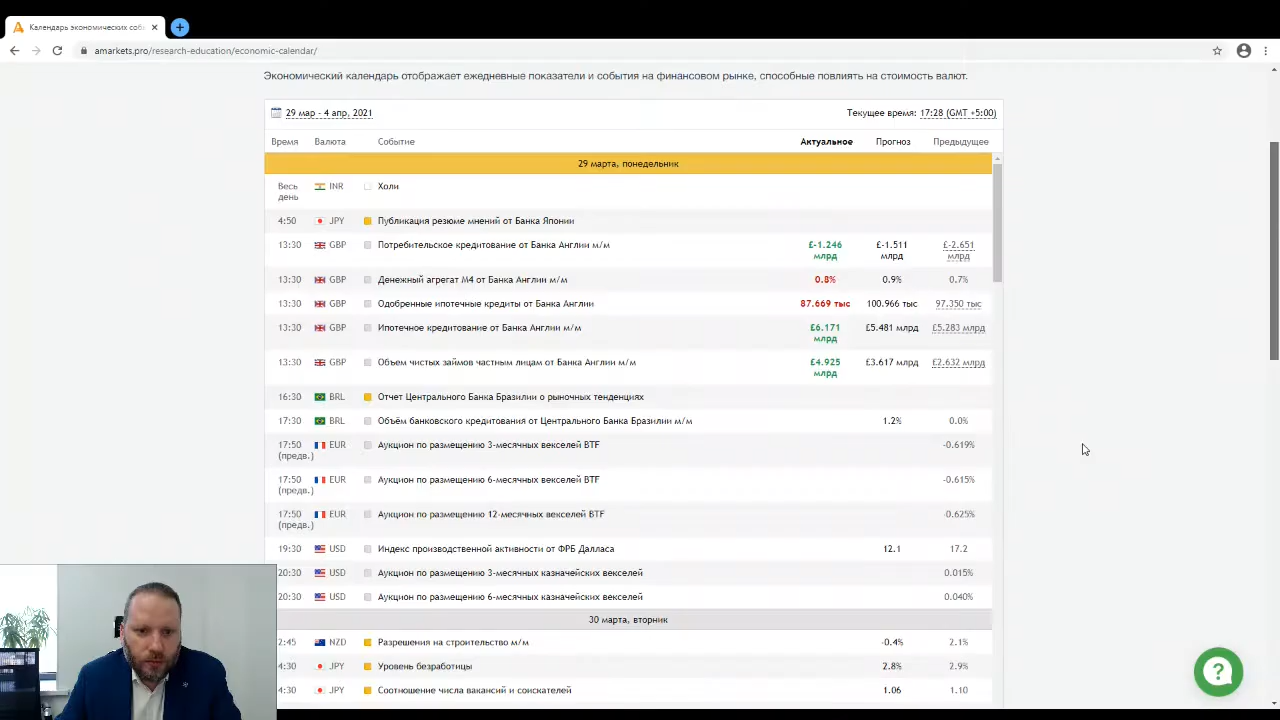 Календарь экономических соб
amarkets.pro/research-education/economic-calendar/
Экономический календарь отображает ежедневные показатели и события на финансовом рынке, способные повлиять на стоимость валют.
29 мар - 4 апр, 2021 Текущее время: 17:28 (GMT +5:00)
Время Валюта Событие Актуальное Прогноз Предыдущее
29 марта, понедельник
Весь день INR Холи
4:50 JPY Публикация резюме мнений от Банка Японии
13:30 GBP Потребительское кредитование от Банка Англии м/м £-1.246 млрд £-1.511 млрд £-2.651 млрд
13:30 GBP Денежный агрегат M4 от Банка Англии м/м 0.8% 0.9% 0.7%
13:30 GBP Одобренные ипотечные кредиты от Банка Англии 87.669 тыс 100.966 тыс 97.350 тыс
13:30 GBP Ипотечное кредитование от Банка Англии м/м £6.171 млрд £5.481 млрд £5.283 млрд
13:30 GBP Объем чистых займов частным лицам от Банка Англии м/м £4.925 млрд £3.617 млрд £2.632 млрд
16:30 BRL Отчет Центрального Банка Бразилии о рыночных тенденциях
17:30 BRL Объём банковского кредитования от Центрального Банка Бразилии м/м 1.2% 0.0%
17:50 (предв.) EUR Аукцион по размещению 3-месячных векселей BTF -0.619%
17:50 (предв.) EUR Аукцион по размещению 6-месячных векселей BTF -0.615%
17:50 (предв.) EUR Аукцион по размещению 12-месячных векселей BTF -0.625%
19:30 USD Индекс производственной активности от ФРБ Далласа 12.1 17.2
20:30 USD Аукцион по размещению 3-месячных казначейских векселей 0.015%
20:30 USD Аукцион по размещению 6-месячных казначейских векселей 0.040%
30 марта, вторник
2:45 NZD Разрешения на строительство м/м -0.4% 2.1%
4:30 JPY Уровень безработицы 2.8% 2.9%
4:30 JPY Соотношение числа вакансий и соискателей 1.06 1.10